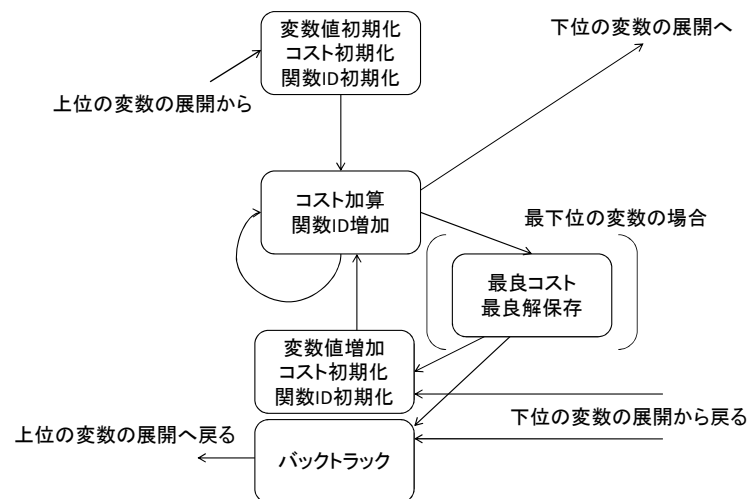 変数値初期化
コスト初期化
関数ID初期化
下位の変数の展開へ
上位の変数の展開から
コスト加算
関数ID増加
最下位の変数の場合
最良コスト
最良解保存
変数値増加
コスト初期化
関数ID初期化
下位の変数の展開から戻る
上位の変数の展開へ戻る
バックトラック